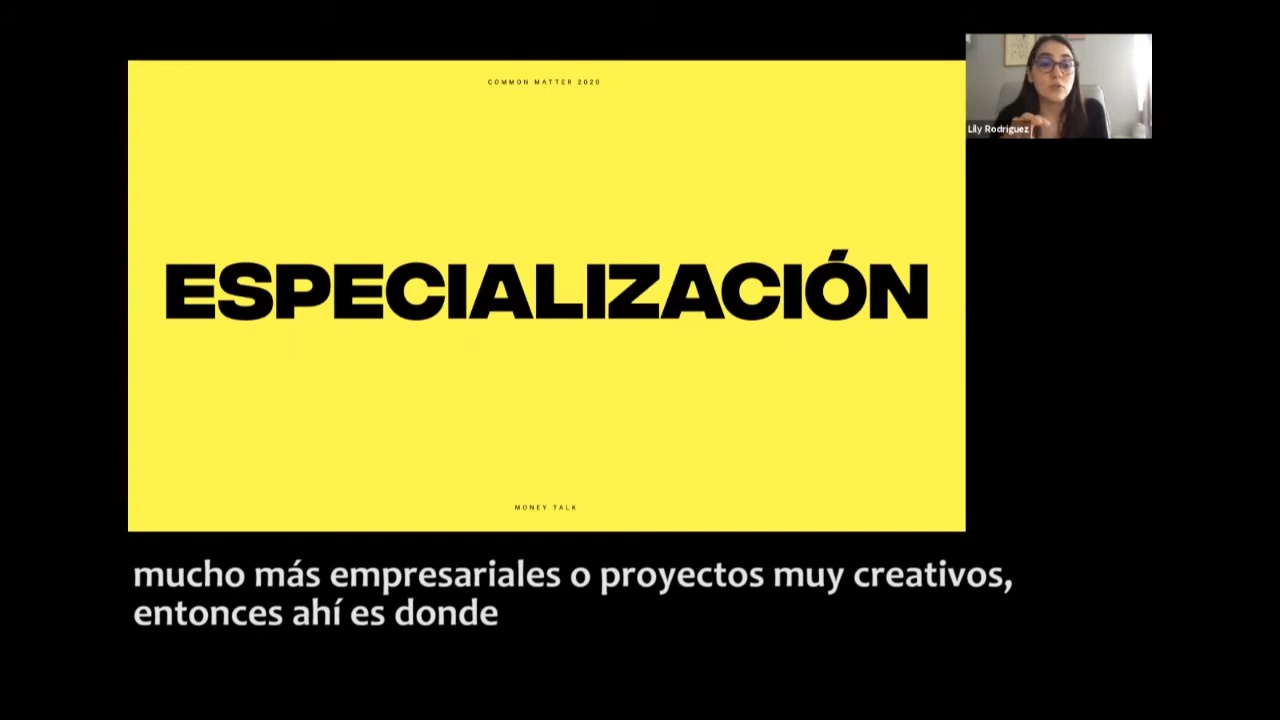 COMMON MATTER 2020
Lily Rodriguez
ESPECIALIZACIÓN
MONEY TALK
mucho más empresariales o proyectos muy creativos,
entonces ahí es donde